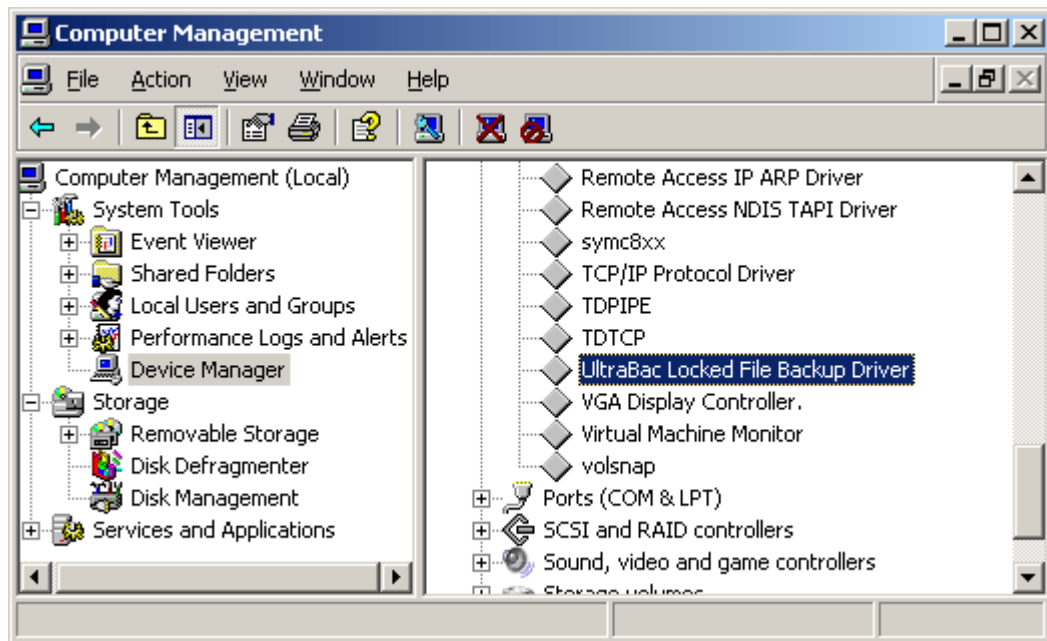 Computer Management
File Action View Window Help
Computer Management (Local)
System Tools
Event Viewer
Shared Folders
Local Users and Groups
Performance Logs and Alerts
Device Manager
Storage
Removable Storage
Disk Defragmenter
Disk Management
Services and Applications
Remote Access IP ARP Driver
Remote Access NDIS TAPI Driver
symc8xx
TCP/IP Protocol Driver
TDPIPE
TDTCP
UltraBac Locked File Backup Driver
VGA Display Controller.
Virtual Machine Monitor
volsnap
Ports (COM & LPT)
SCSI and RAID controllers
Sound, video and game controllers
Storage volumes